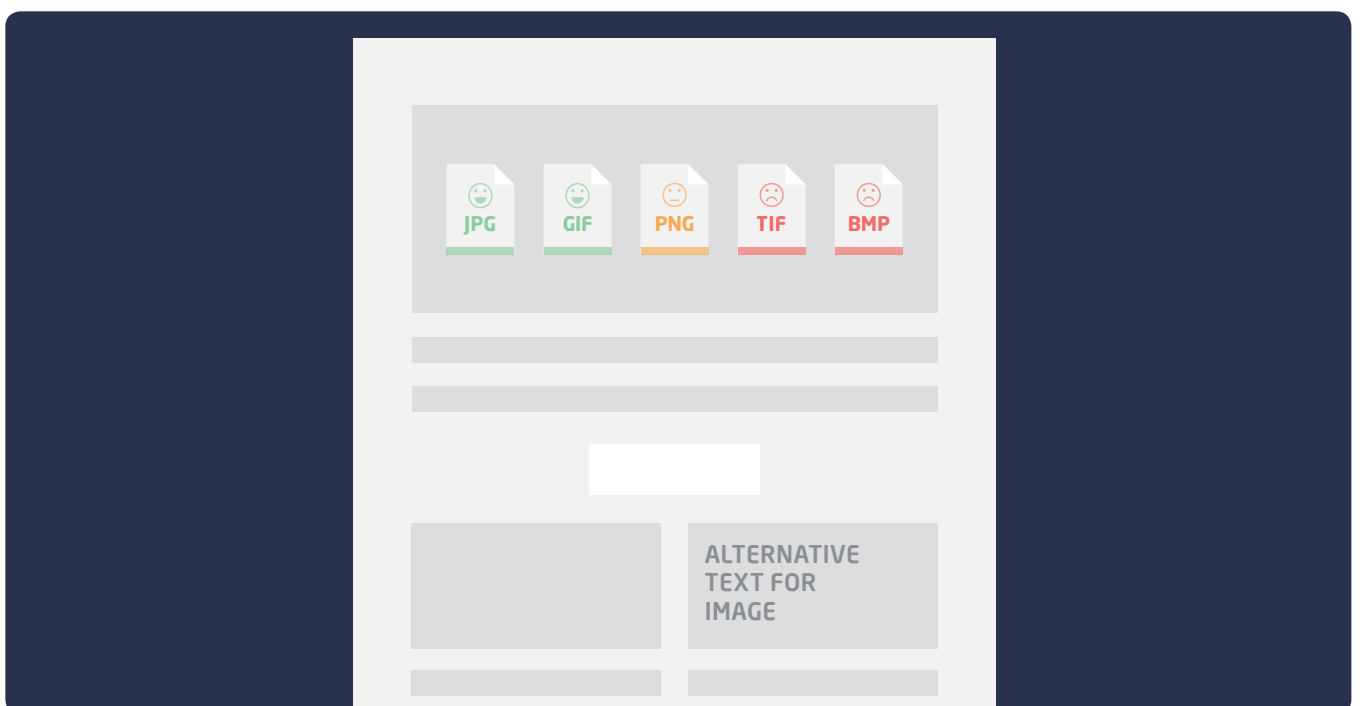 JPG
GIF
PNG
TIF
BMP
ALTERNATIVE
TEXT FOR
IMAGE